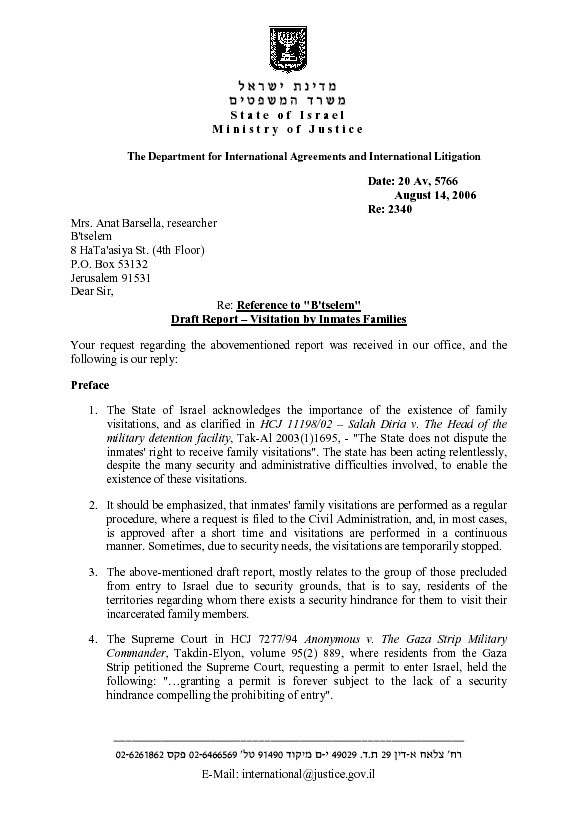 מדינת ישראל
משרד המשפטים
State of Israel
Ministry of Justice
The Department for International Agreements and International Litigation
Date: 20 Av, 5766
August 14, 2006
Re: 2340
Mrs. Anat Barsella, researcher
B'tselem
8 HaTa'asiya St. (4th Floor)
P.O. Box 53132
Jerusalem 91531
Dear Sir,
Re: Reference to "B'tselem"
Draft Report – Visitation by Inmates Families
Your request regarding the abovementioned report was received in our office, and the
following is our reply:
Preface
1. The State of Israel acknowledges the importance of the existence of family
visitations, and as clarified in HCJ 11198/02 – Salah Diria v. The Head of the
military detention facility, Tak-Al 2003(1)1695, - "The State does not dispute the
inmates' right to receive family visitations". The state has been acting relentlessly,
despite the many security and administrative difficulties involved, to enable the
existence of these visitations.
2. It should be emphasized, that inmates' family visitations are performed as a regular
procedure, where a request is filed to the Civil Administration, and, in most cases,
is approved after a short time and visitations are performed in a continuous
manner. Sometimes, due to security needs, the visitations are temporarily stopped.
3. The above-mentioned draft report, mostly relates to the group of those precluded
from entry to Israel due to security grounds, that is to say, residents of the
territories regarding whom there exists a security hindrance for them to visit their
incarcerated family members.
4. The Supreme Court in HCJ 7277/94 Anonymous v. The Gaza Strip Military
Commander, Takdin-Elyon, volume 95(2) 889, where residents from the Gaza
Strip petitioned the Supreme Court, requesting a permit to enter Israel, held the
following: "…granting a permit is forever subject to the lack of a security
hindrance compelling the prohibiting of entry".
רח' צלאח א-דין 29 ת.ד. 49029 י-ם מיקוד 91490 טל' 02-6466569 פקס 02-6261862
E-Mail: international@justice.gov.il